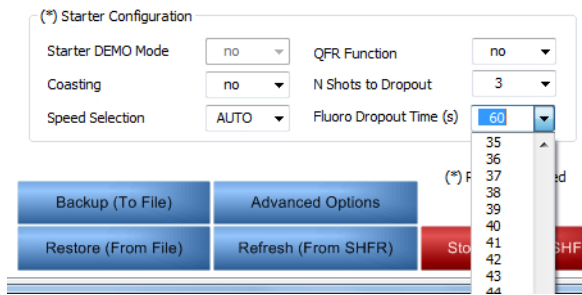 (*) Starter Configuration
Starter DEMO Mode no QFR Function no
Coasting no N Shots to Dropout 3
Speed Selection AUTO Fluoro Dropout Time (s) 60
35
36
(*) 37
38
Backup (To File) Advanced Options 39
40
Restore (From File) Refresh (From SHFR) 41
42
43
44